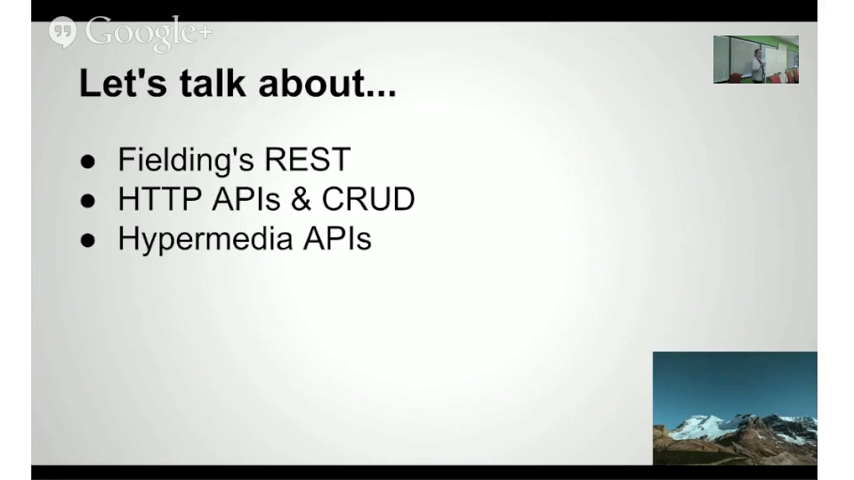 Google+
Let's talk about...
● Fielding's REST
● HTTP APIs & CRUD
● Hypermedia APIs